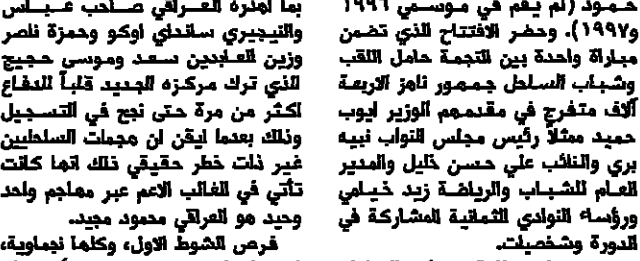 حمود (لم يقم في موسمي ١٩٩٦
و١٩٩٧). وحضر الافتتاح الذي تضمن
مباراة واحدة بين النجمة حامل اللقب
وشباب الساحل جمهور ناهز الاربعة
آلاف متفرج في مقدمهم الوزير ايوب
حميد ممثلاً رئيس مجلس النواب نبيه
بري والنائب علي حسن خليل والمدير
العام للشباب والرياضة زيد خيامي
ورؤساء النوادي الثمانية المشاركة في
الدورة وشخصيات.
بما اهدره العراقي صاحب عباس
والنيجيري سانداي اوكو وحمزة ناصر
وزين العابدين سعد وموسى حجيج
الذي ترك مركزه الجديد قلباً للدفاع
اكثر من مرة حتى نجح في التسجيل
وذلك بعدما ايقن ان هجمات الساحليين
غير ذات خطر حقيقي ذلك انها كانت
تأتي في الغالب الاعم عبر مهاجم واحد
وحيد هو العراقي محمود مجيد.
فرص الشوط الاول، وكلها نجماوية،